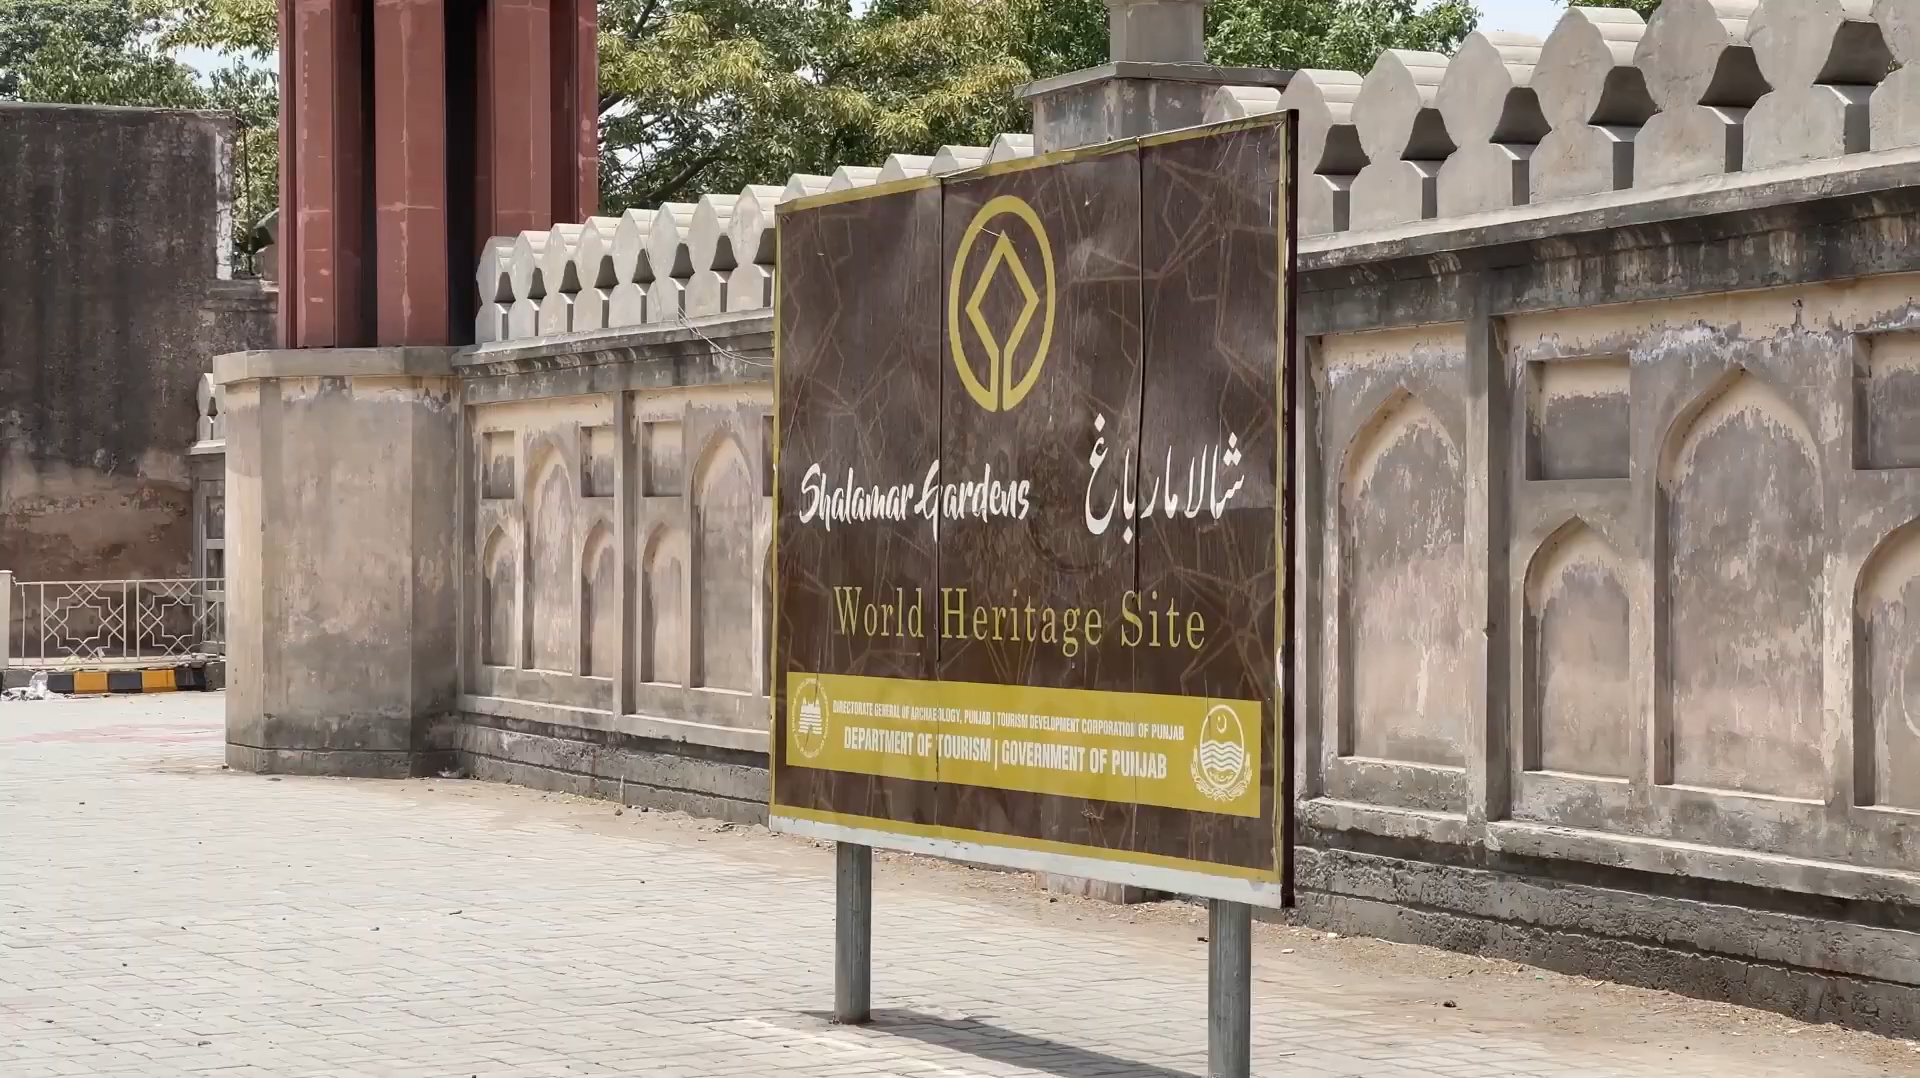 Shalamar Gardens
شالامار باغ
World Heritage Site
DIRECTORATE GENERAL OF ARCHAEOLOGY, PUNJAB | TOURISM DEVELOPMENT CORPORATION OF PUNJAB
DEPARTMENT OF TOURISM | GOVERNMENT OF PUNJAB